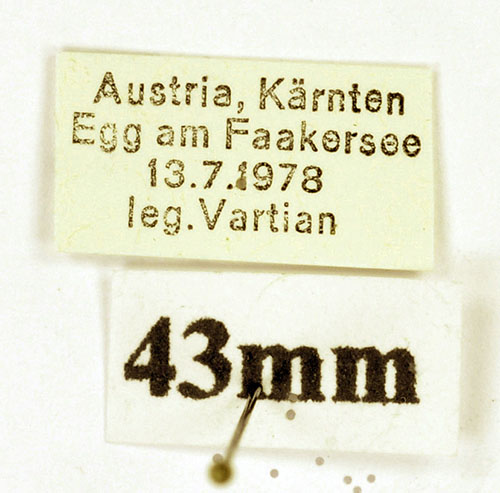 Austria, Kärnten
Egg am Faakersee
13.7.1978
leg.Vartian
43mm